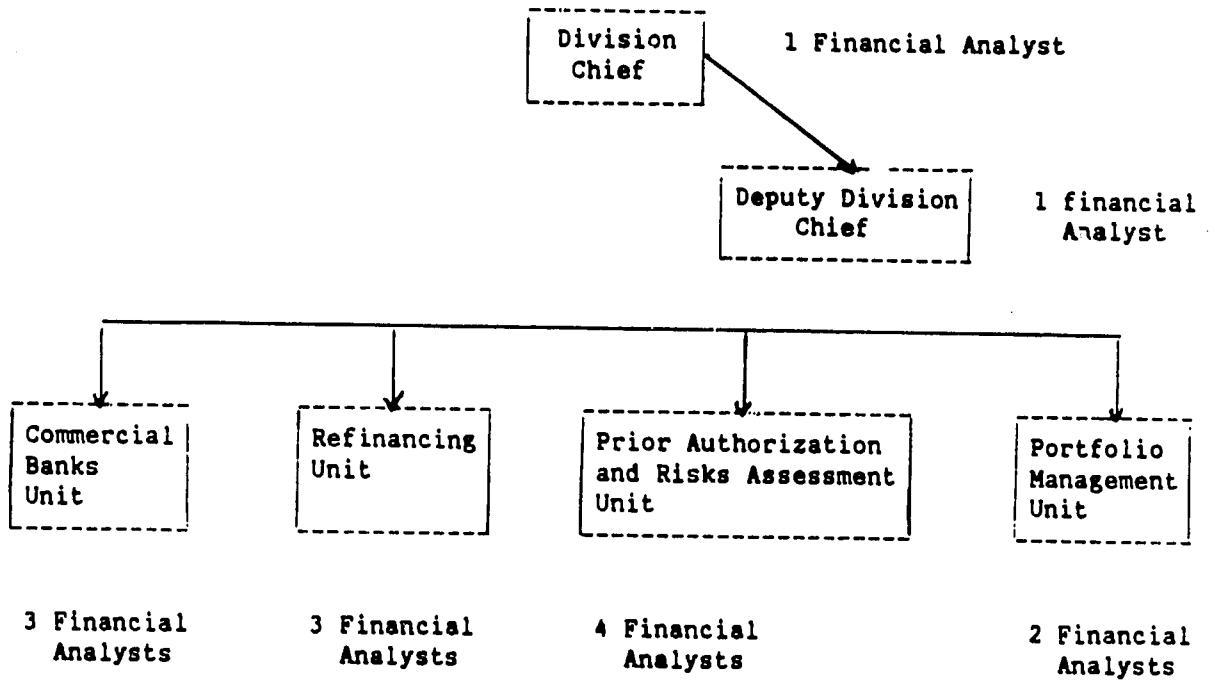 Division
Chief
1 Financial Analyst
Deputy Division
Chief
1 financial
Analyst
Commercial
Banks
Unit
Refinancing
Unit
Prior Authorization
and Risks Assessment
Unit
Portfolio
Management
Unit
3 Financial
Analysts
3 Financial
Analysts
4 Financial
Analysts
2 Financial
Analysts